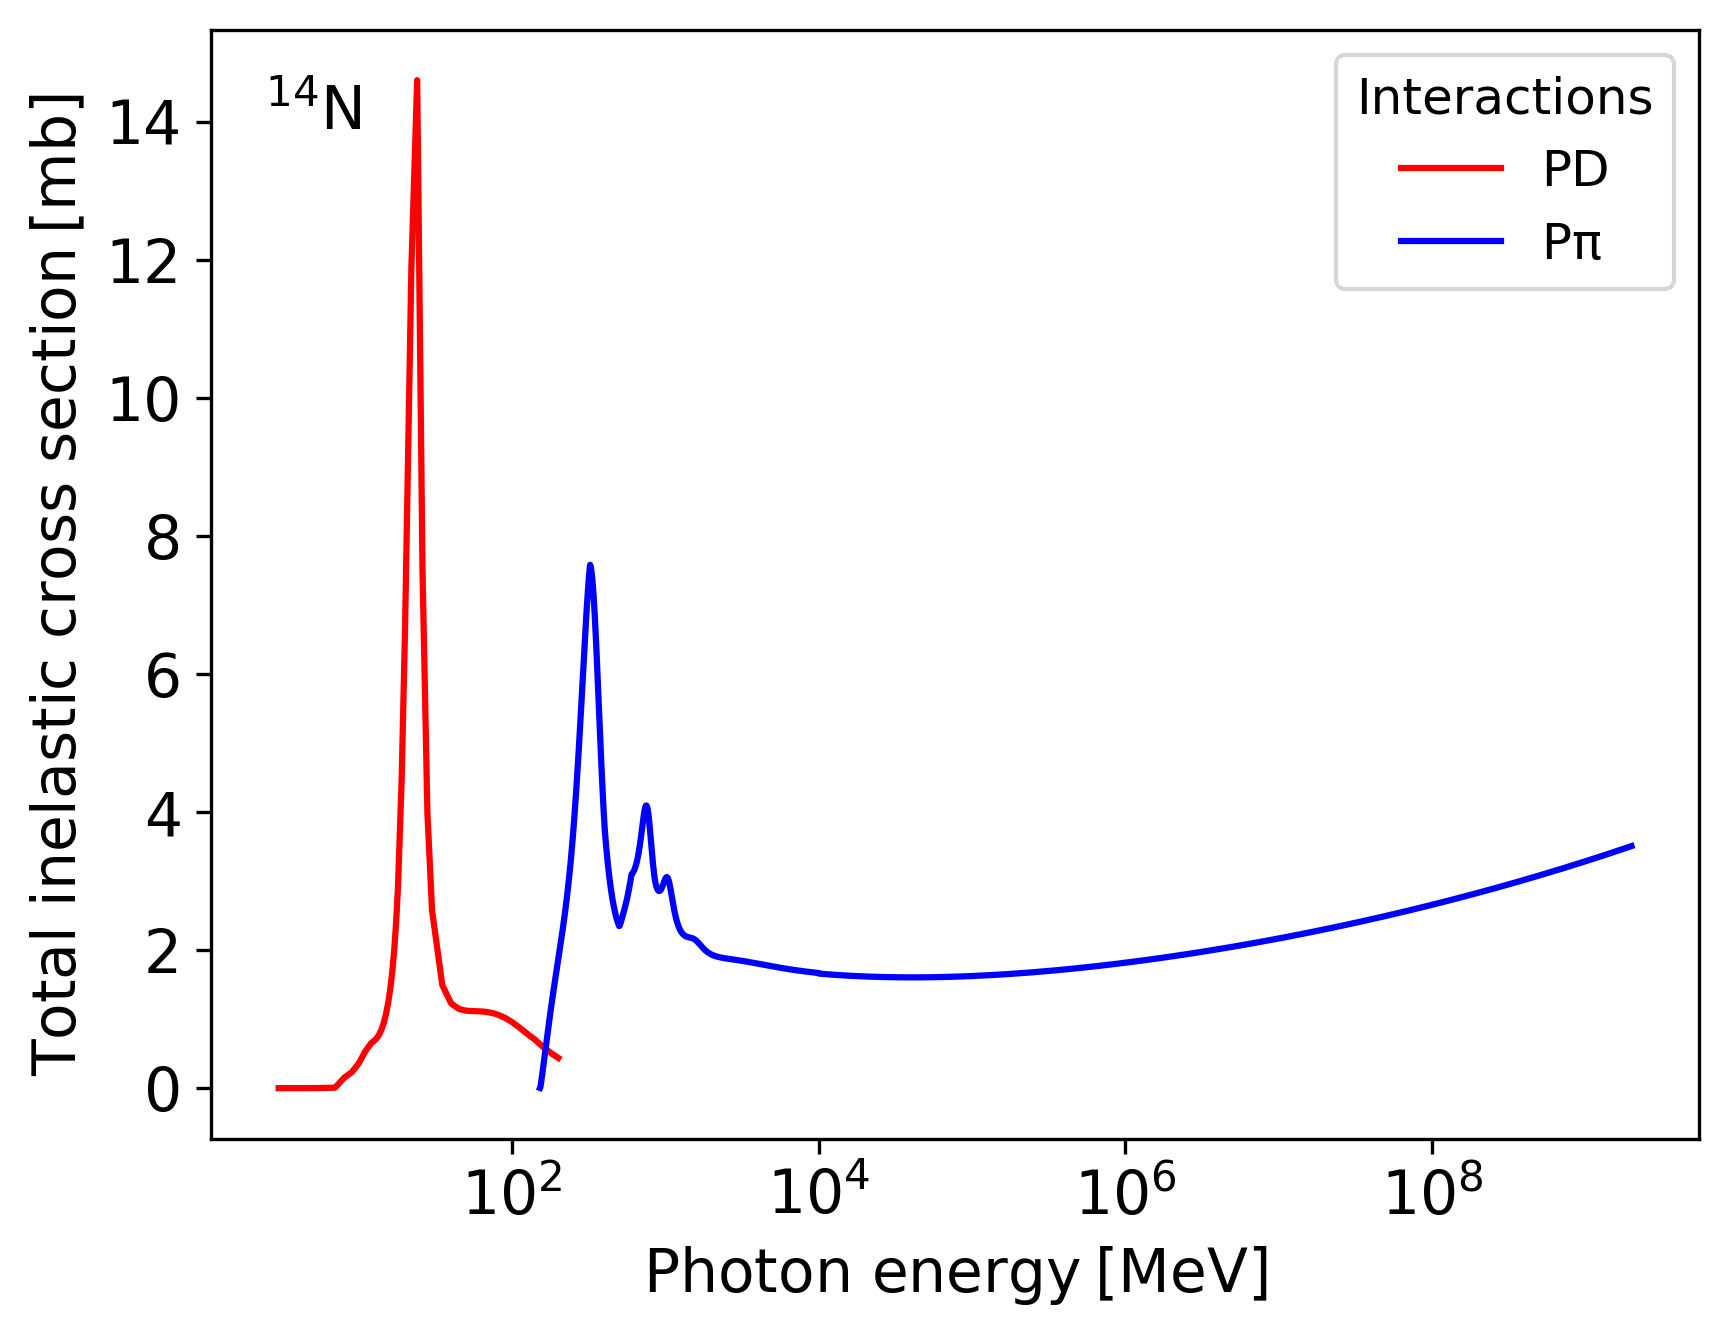 Total inelastic cross section [mb]
14
12
10
8
6
4
2
0
¹⁴N
Interactions
PD
Pπ
10² 10⁴ 10⁶ 10⁸
Photon energy [MeV]